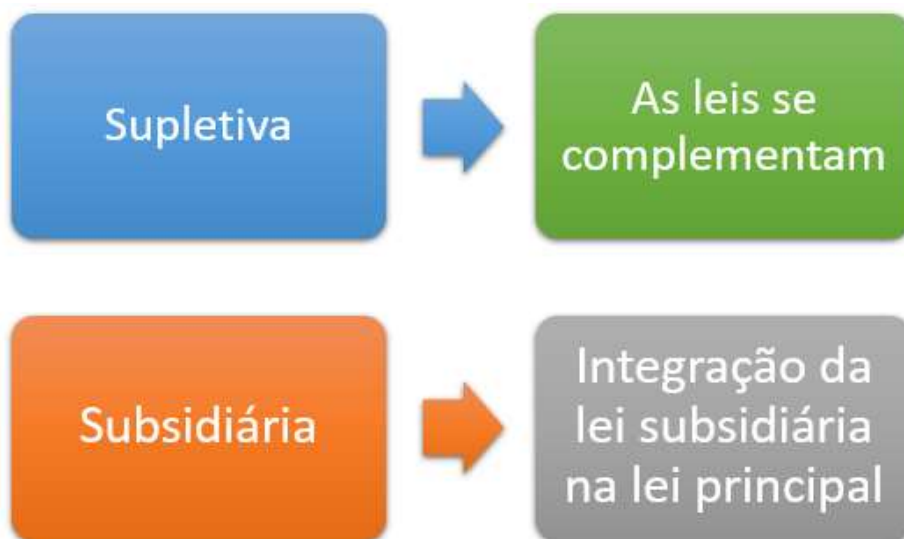 Supletiva
As leis se
complementam
Subsidiária
Integração da
lei subsidiária
na lei principal